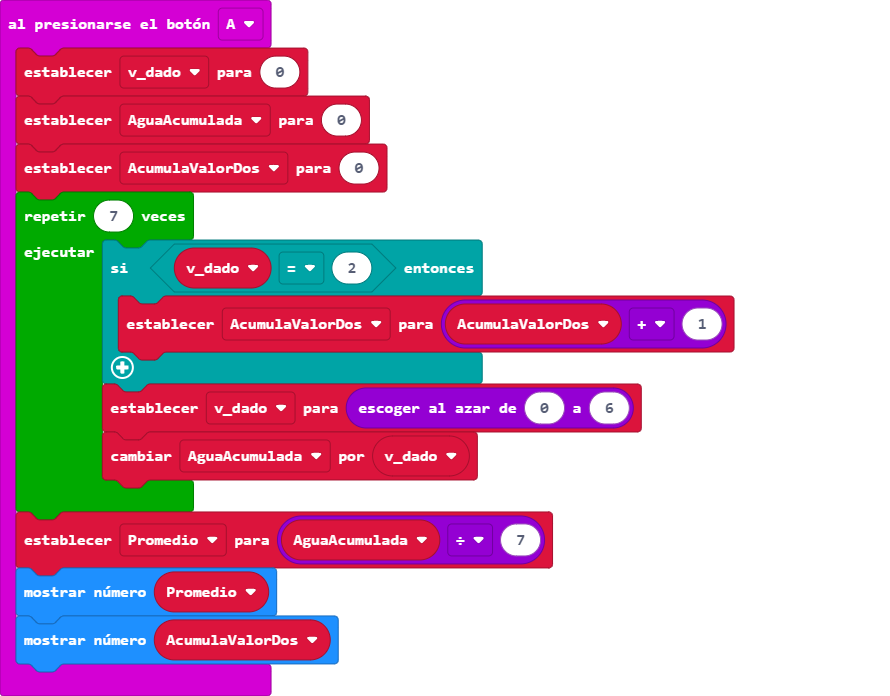 al presionarse el botón A
establecer v_dado para 0
establecer AguaAcumulada para 0
establecer AcumulaValorDos para 0
repetir 7 veces
ejecutar
si v_dado = 2 entonces
establecer AcumulaValorDos para AcumulaValorDos + 1
establecer v_dado para escoger al azar de 0 a 6
cambiar AguaAcumulada por v_dado
establecer Promedio para AguaAcumulada ÷ 7
mostrar número Promedio
mostrar número AcumulaValorDos